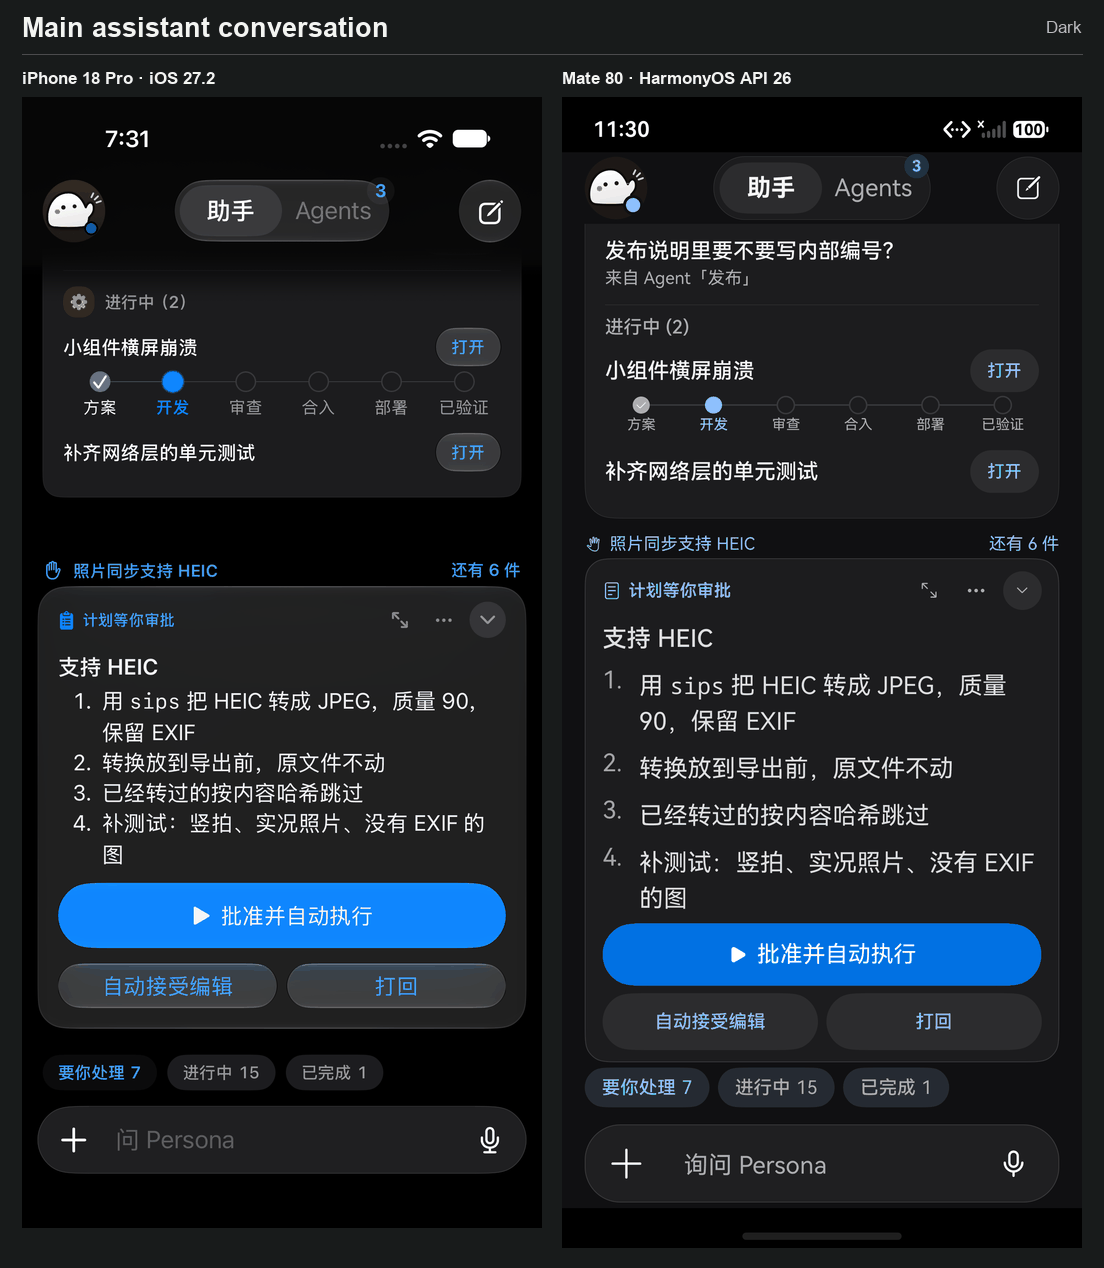 Main assistant conversation
Dark
iPhone 18 Pro · iOS 27.2
7:31
助手
Agents
3
进行中 (2)
小组件横屏崩溃
打开
方案
开发
审查
合入
部署
已验证
补齐网络层的单元测试
打开
照片同步支持 HEIC
还有 6 件
计划等你审批
支持 HEIC
1. 用 sips 把 HEIC 转成 JPEG，质量 90，
保留 EXIF
2. 转换放到导出前，原文件不动
3. 已经转过的按内容哈希跳过
4. 补测试：竖拍、实况照片、没有 EXIF 的
图
批准并自动执行
自动接受编辑
打回
要你处理 7
进行中 15
已完成 1
问 Persona
Mate 80 · HarmonyOS API 26
11:30
100
助手
Agents
3
发布说明里要不要写内部编号？
来自 Agent「发布」
进行中 (2)
小组件横屏崩溃
打开
方案
开发
审查
合入
部署
已验证
补齐网络层的单元测试
打开
照片同步支持 HEIC
还有 6 件
计划等你审批
支持 HEIC
1. 用 sips 把 HEIC 转成 JPEG，质量
90，保留 EXIF
2. 转换放到导出前，原文件不动
3. 已经转过的按内容哈希跳过
4. 补测试：竖拍、实况照片、没有 EXIF
的图
批准并自动执行
自动接受编辑
打回
要你处理 7
进行中 15
已完成 1
询问 Persona